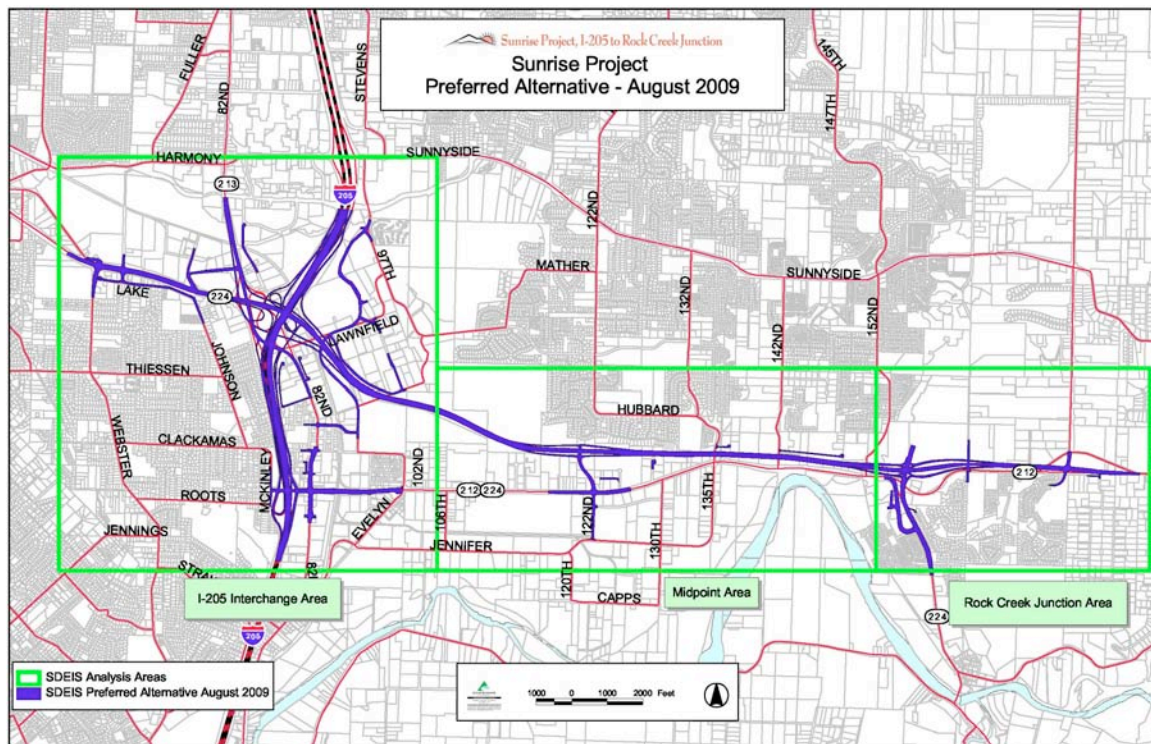 Sunrise Project, I-205 to Rock Creek Junction
Sunrise Project
Preferred Alternative - August 2009
FULLER
82ND
STEVENS
145TH
147TH
HARMONY
SUNNYSIDE
213
205
122ND
97TH
MATHER
SUNNYSIDE
132ND
142ND
152ND
LAKE
224
LAWNFIELD
JOHNSON
THIESSEN
82ND
HUBBARD
WEBSTER
CLACKAMAS
MCKINLEY
102ND
212
ROOTS
212 224
135TH
EVELYN
106TH
122ND
130TH
JENNINGS
JENNIFER
120TH
CAPPS
I-205 Interchange Area
Midpoint Area
Rock Creek Junction Area
205
224
SDEIS Analysis Areas
SDEIS Preferred Alternative August 2009
1000 0 1000 2000 Feet